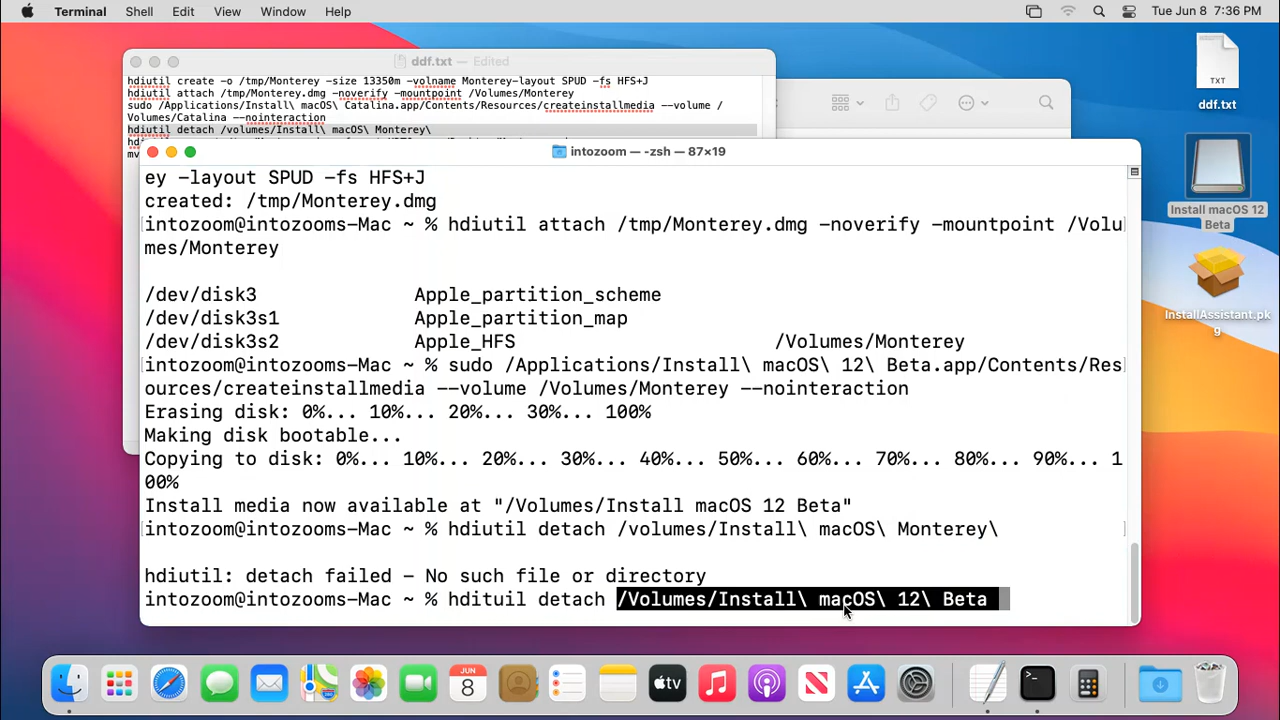 Terminal Shell Edit View Window Help Tue Jun 8 7:36 PM
ddf.txt — Edited
hdiutil create -o /tmp/Monterey -size 13350m -volname Monterey-layout SPUD -fs HFS+J
hdiutil attach /tmp/Monterey.dmg -noverify -mountpoint /Volumes/Monterey
sudo /Applications/Install\ macOS\ Catalina.app/Contents/Resources/createinstallmedia --volume /
Volumes/Catalina --nointeraction
hdiutil detach /volumes/Install\ macOS\ Monterey\
mv
intozoom — -zsh — 87×19
ey -layout SPUD -fs HFS+J
created: /tmp/Monterey.dmg
[intozoom@intozooms-Mac ~ % hdiutil attach /tmp/Monterey.dmg -noverify -mountpoint /Volu
mes/Monterey
/dev/disk3 Apple_partition_scheme
/dev/disk3s1 Apple_partition_map
/dev/disk3s2 Apple_HFS /Volumes/Monterey
[intozoom@intozooms-Mac ~ % sudo /Applications/Install\ macOS\ 12\ Beta.app/Contents/Res
ources/createinstallmedia --volume /Volumes/Monterey --nointeraction
Erasing disk: 0%... 10%... 20%... 30%... 100%
Making disk bootable...
Copying to disk: 0%... 10%... 20%... 30%... 40%... 50%... 60%... 70%... 80%... 90%... 1
00%
Install media now available at "/Volumes/Install macOS 12 Beta"
[intozoom@intozooms-Mac ~ % hdiutil detach /volumes/Install\ macOS\ Monterey\ ]
hdiutil: detach failed - No such file or directory
intozoom@intozooms-Mac ~ % hdituil detach /Volumes/Install\ macOS\ 12\ Beta
TXT
ddf.txt
Install macOS 12
Beta
InstallAssistant.pk
g
JUN
8
tv
>_